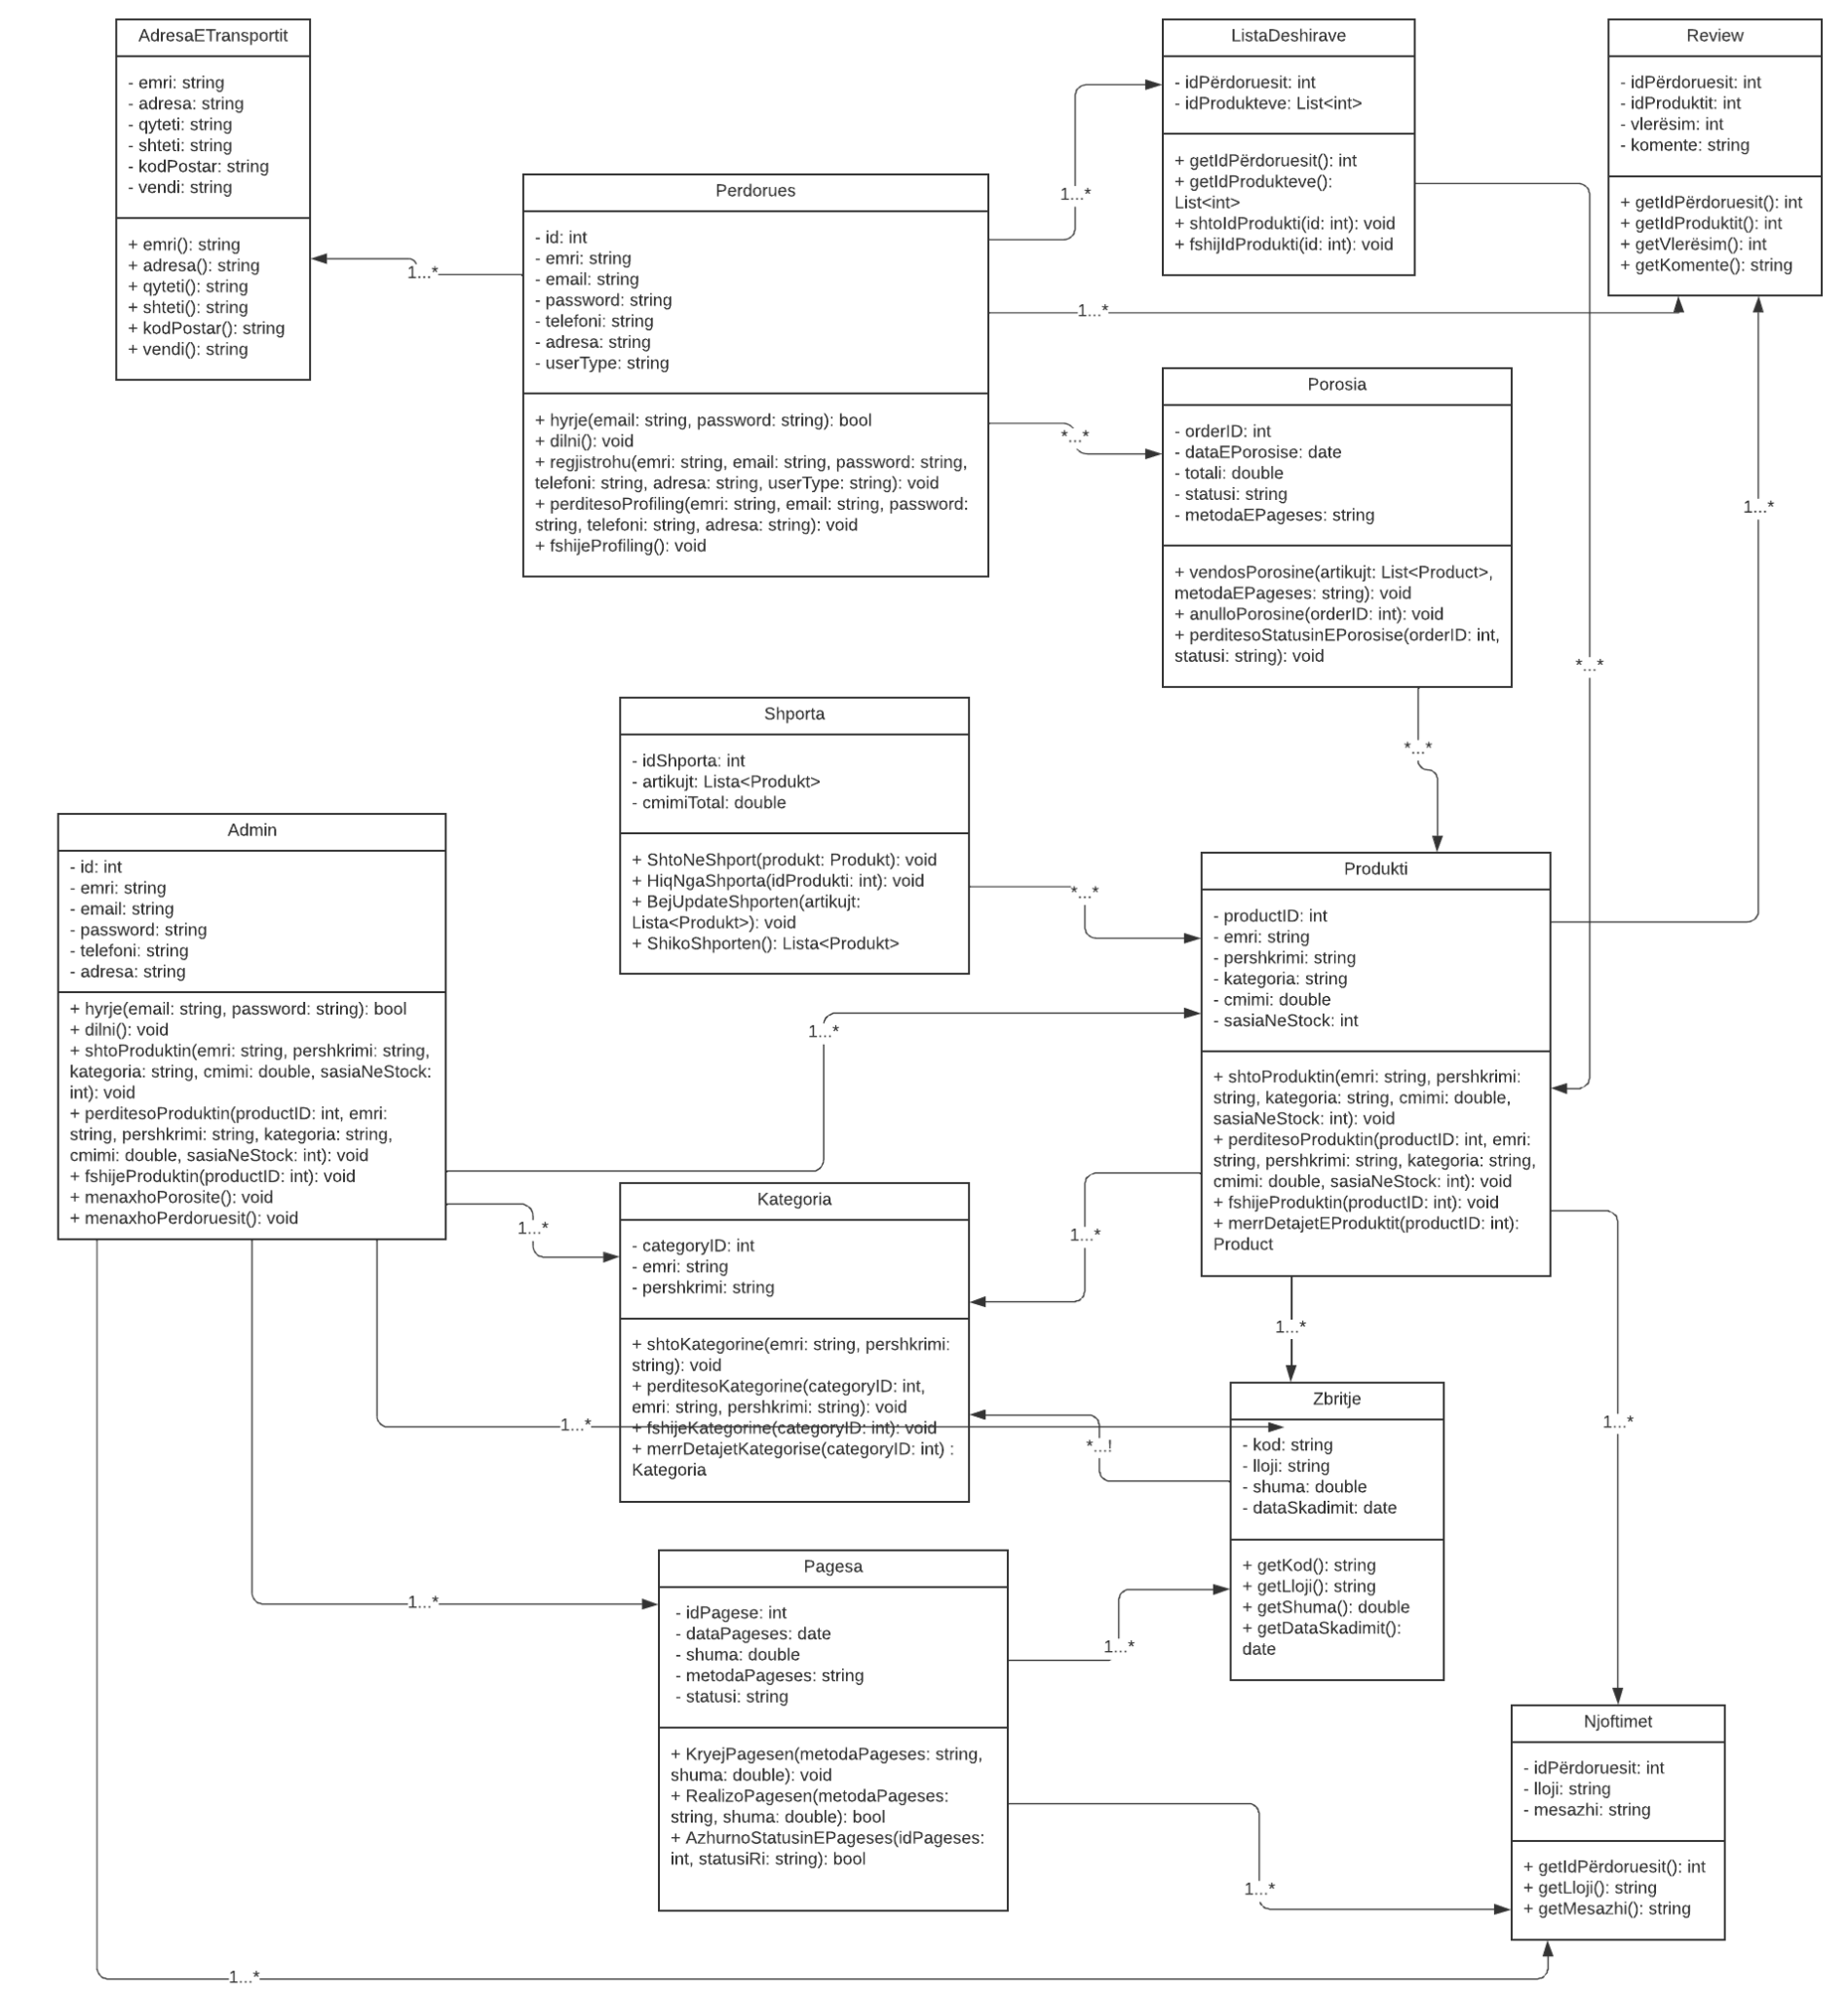 AdresaETransportit
- emri: string
- adresa: string
- qyteti: string
- shteti: string
- kodPostar: string
- vendi: string
+ emri(): string
+ adresa(): string
+ qyteti(): string
+ shteti(): string
+ kodPostar(): string
+ vendi(): string
1...*
Perdorues
- id: int
- emri: string
- email: string
- password: string
- telefoni: string
- adresa: string
- userType: string
+ hyrje(email: string, password: string): bool
+ dilni(): void
+ regjistrohu(emri: string, email: string, password: string,
telefoni: string, adresa: string, userType: string): void
+ perditesoProfiling(emri: string, email: string, password:
string, telefoni: string, adresa: string): void
+ fshijeProfiling(): void
1...*
1...*
*...*
ListaDeshirave
- idPërdoruesit: int
- idProdukteve: List<int>
+ getIdPërdoruesit(): int
+ getIdProdukteve():
List<int>
+ shtoIdProdukti(id: int): void
+ fshijIdProdukti(id: int): void
*...*
Review
- idPërdoruesit: int
- idProduktit: int
- vlerësim: int
- komente: string
+ getIdPërdoruesit(): int
+ getIdProduktit(): int
+ getVlerësim(): int
+ getKomente(): string
1...*
Porosia
- orderID: int
- dataEPorosise: date
- totali: double
- statusi: string
- metodaEPageses: string
+ vendosPorosine(artikujt: List<Product>,
metodaEPageses: string): void
+ anulloPorosine(orderID: int): void
+ perditesoStatusinEPorosise(orderID: int,
statusi: string): void
*...*
Shporta
- idShporta: int
- artikujt: Lista<Produkt>
- cmimiTotal: double
+ ShtoNeShport(produkt: Produkt): void
+ HiqNgaShporta(idProdukti: int): void
+ BejUpdateShporten(artikujt:
Lista<Produkt>): void
+ ShikoShporten(): Lista<Produkt>
*...*
Admin
- id: int
- emri: string
- email: string
- password: string
- telefoni: string
- adresa: string
+ hyrje(email: string, password: string): bool
+ dilni(): void
+ shtoProduktin(emri: string, pershkrimi: string,
kategoria: string, cmimi: double, sasiaNeStock:
int): void
+ perditesoProduktin(productID: int, emri:
string, pershkrimi: string, kategoria: string,
cmimi: double, sasiaNeStock: int): void
+ fshijeProduktin(productID: int): void
+ menaxhoPorosite(): void
+ menaxhoPerdoruesit(): void
1...*
1...*
1...*
1...*
1...*
Produkti
- productID: int
- emri: string
- pershkrimi: string
- kategoria: string
- cmimi: double
- sasiaNeStock: int
+ shtoProduktin(emri: string, pershkrimi:
string, kategoria: string, cmimi: double,
sasiaNeStock: int): void
+ perditesoProduktin(productID: int, emri:
string, pershkrimi: string, kategoria: string,
cmimi: double, sasiaNeStock: int): void
+ fshijeProduktin(productID: int): void
+ merrDetajetEProduktit(productID: int):
Product
1...*
1...*
1...*
Kategoria
- categoryID: int
- emri: string
- pershkrimi: string
+ shtoKategorine(emri: string, pershkrimi:
string): void
+ perditesoKategorine(categoryID: int,
emri: string, pershkrimi: string): void
+ fshijeKategorine(categoryID: int): void
+ merrDetajetKategorise(categoryID: int) :
Kategoria
*...!
Zbritje
- kod: string
- lloji: string
- shuma: double
- dataSkadimit: date
+ getKod(): string
+ getLloji(): string
+ getShuma(): double
+ getDataSkadimit():
date
Pagesa
- idPagese: int
- dataPageses: date
- shuma: double
- metodaPageses: string
- statusi: string
+ KryejPagesen(metodaPageses: string,
shuma: double): void
+ RealizoPagesen(metodaPageses:
string, shuma: double): bool
+ AzhurnoStatusinEPageses(idPageses:
int, statusiRi: string): bool
1...*
1...*
Njoftimet
- idPërdoruesit: int
- lloji: string
- mesazhi: string
+ getIdPërdoruesit(): int
+ getLloji(): string
+ getMesazhi(): string